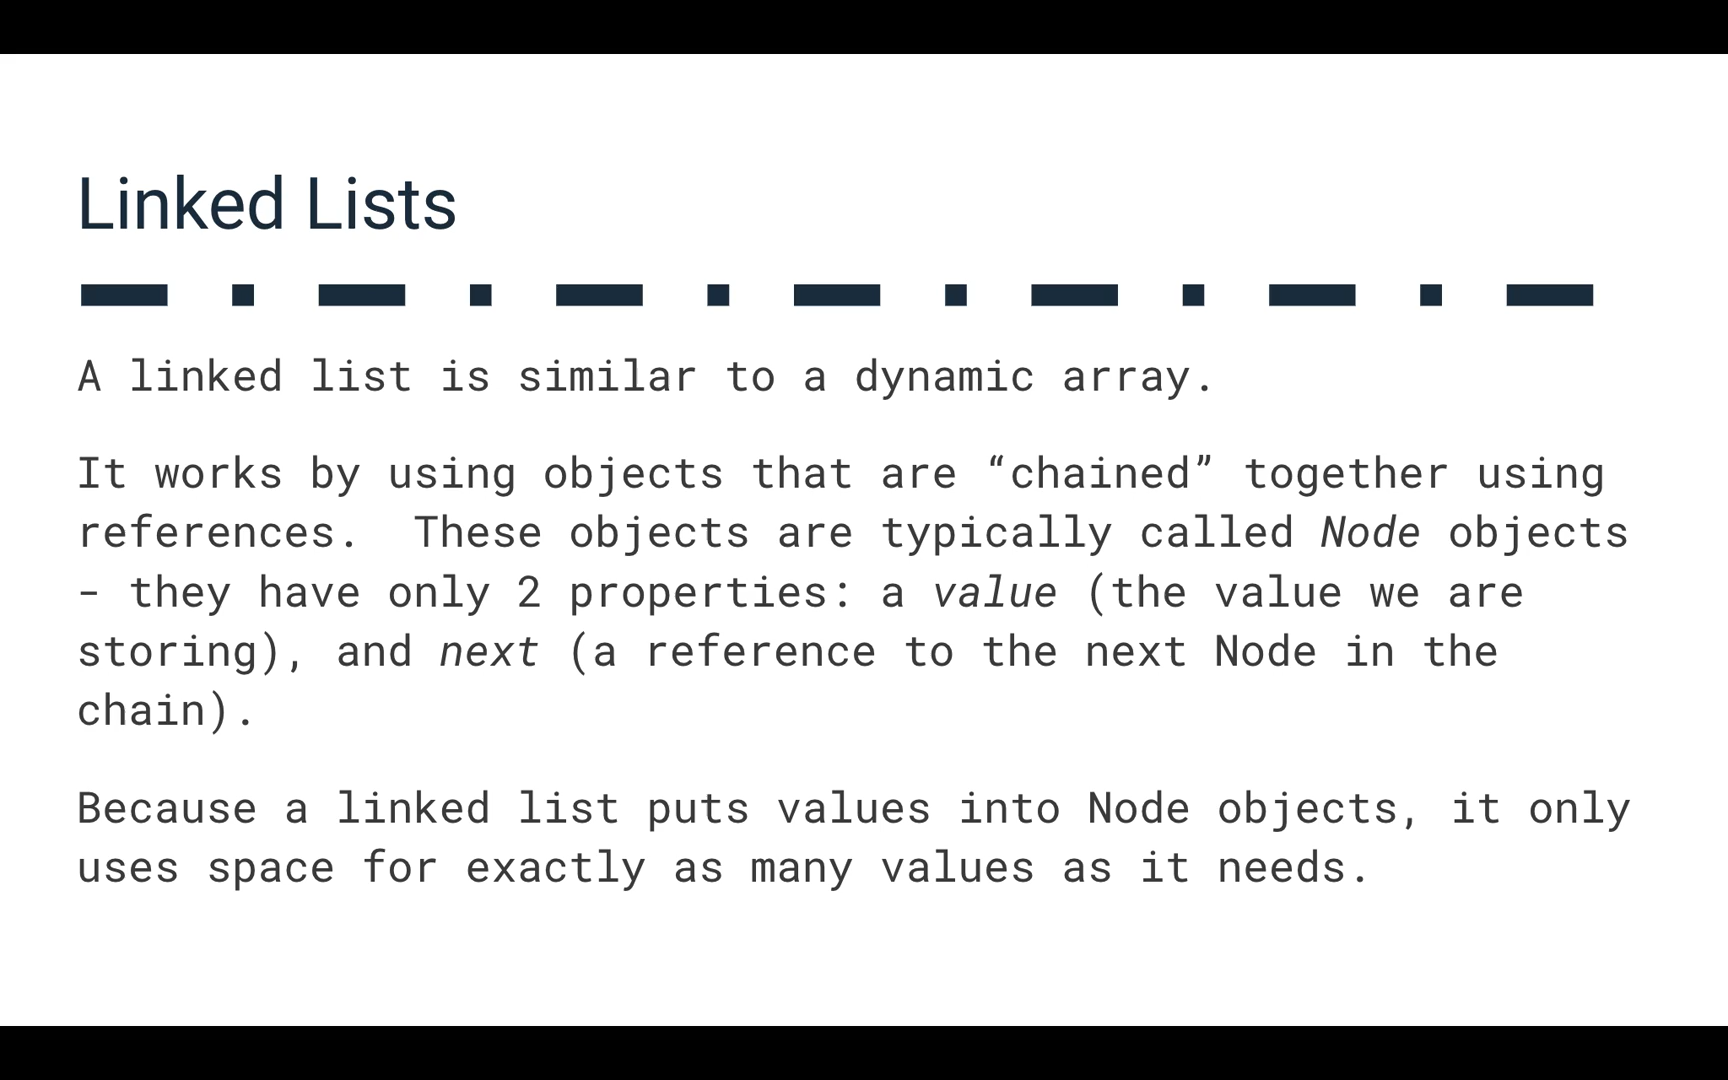 Linked Lists
A linked list is similar to a dynamic array.
It works by using objects that are “chained” together using
references.  These objects are typically called Node objects
- they have only 2 properties: a value (the value we are
storing), and next (a reference to the next Node in the
chain).
Because a linked list puts values into Node objects, it only
uses space for exactly as many values as it needs.